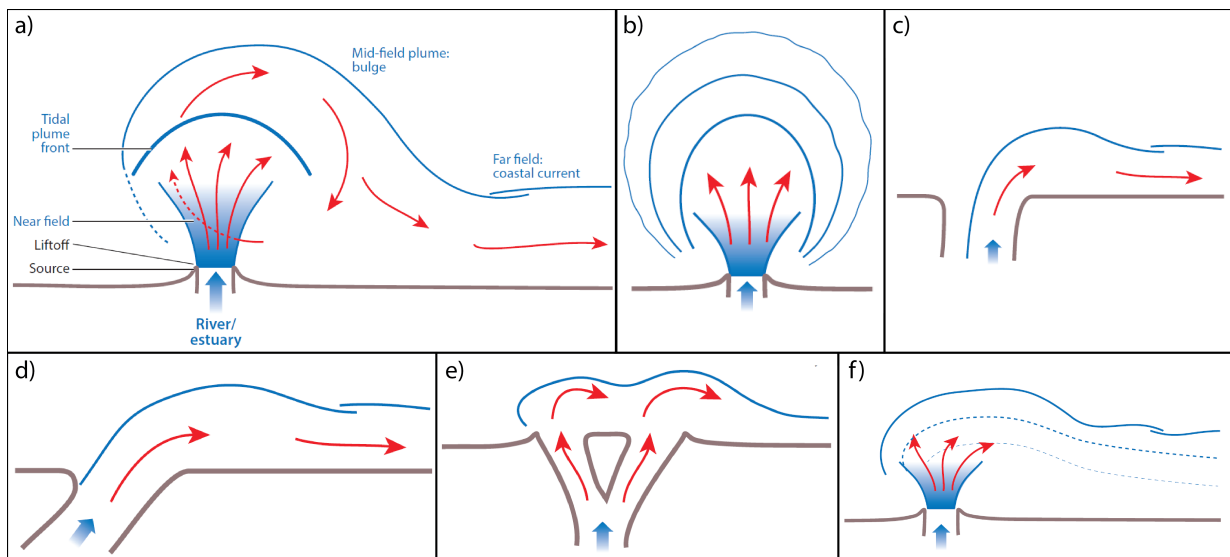 a)
Mid-field plume:
bulge
Tidal
plume
front
Far field:
coastal current
Near field
Liftoff
Source
River/
estuary
b)
c)
d)
e)
f)